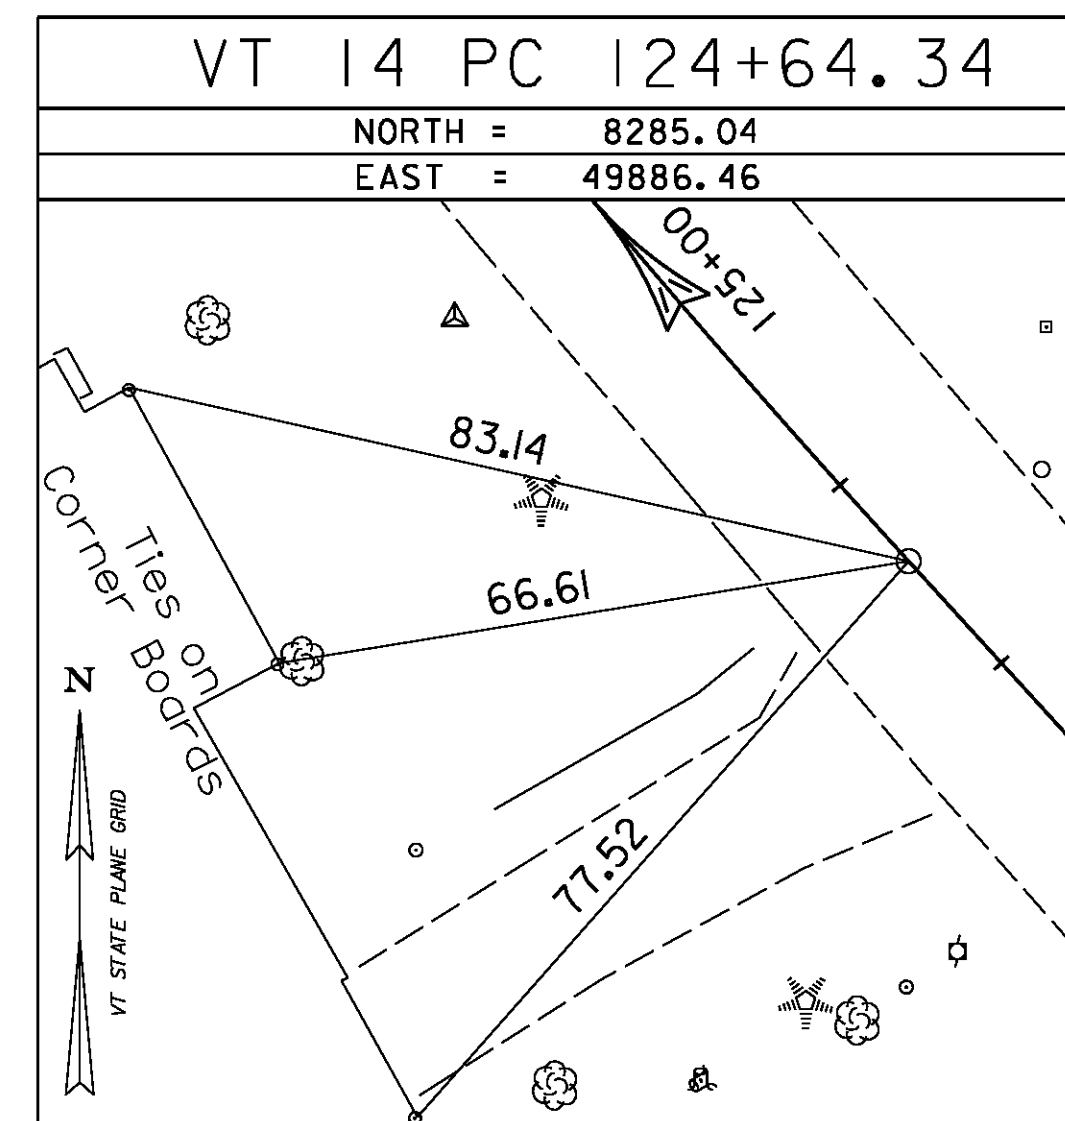 VT 14 PC 124+64.34
NORTH = 8285.04
EAST = 49886.46
125+00
83.14
66.61
Ties on
Corner Boards
77.52
N
VT STATE PLANE GRID